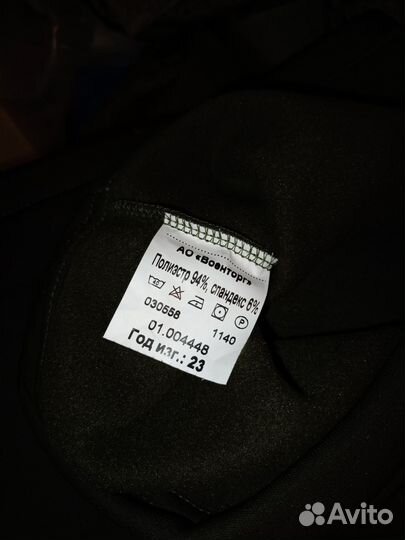 АО «Военторг»
Полиэстр 94%, спандекс 6%
030558 1140
01.004448
Год изг.: 23
Avito